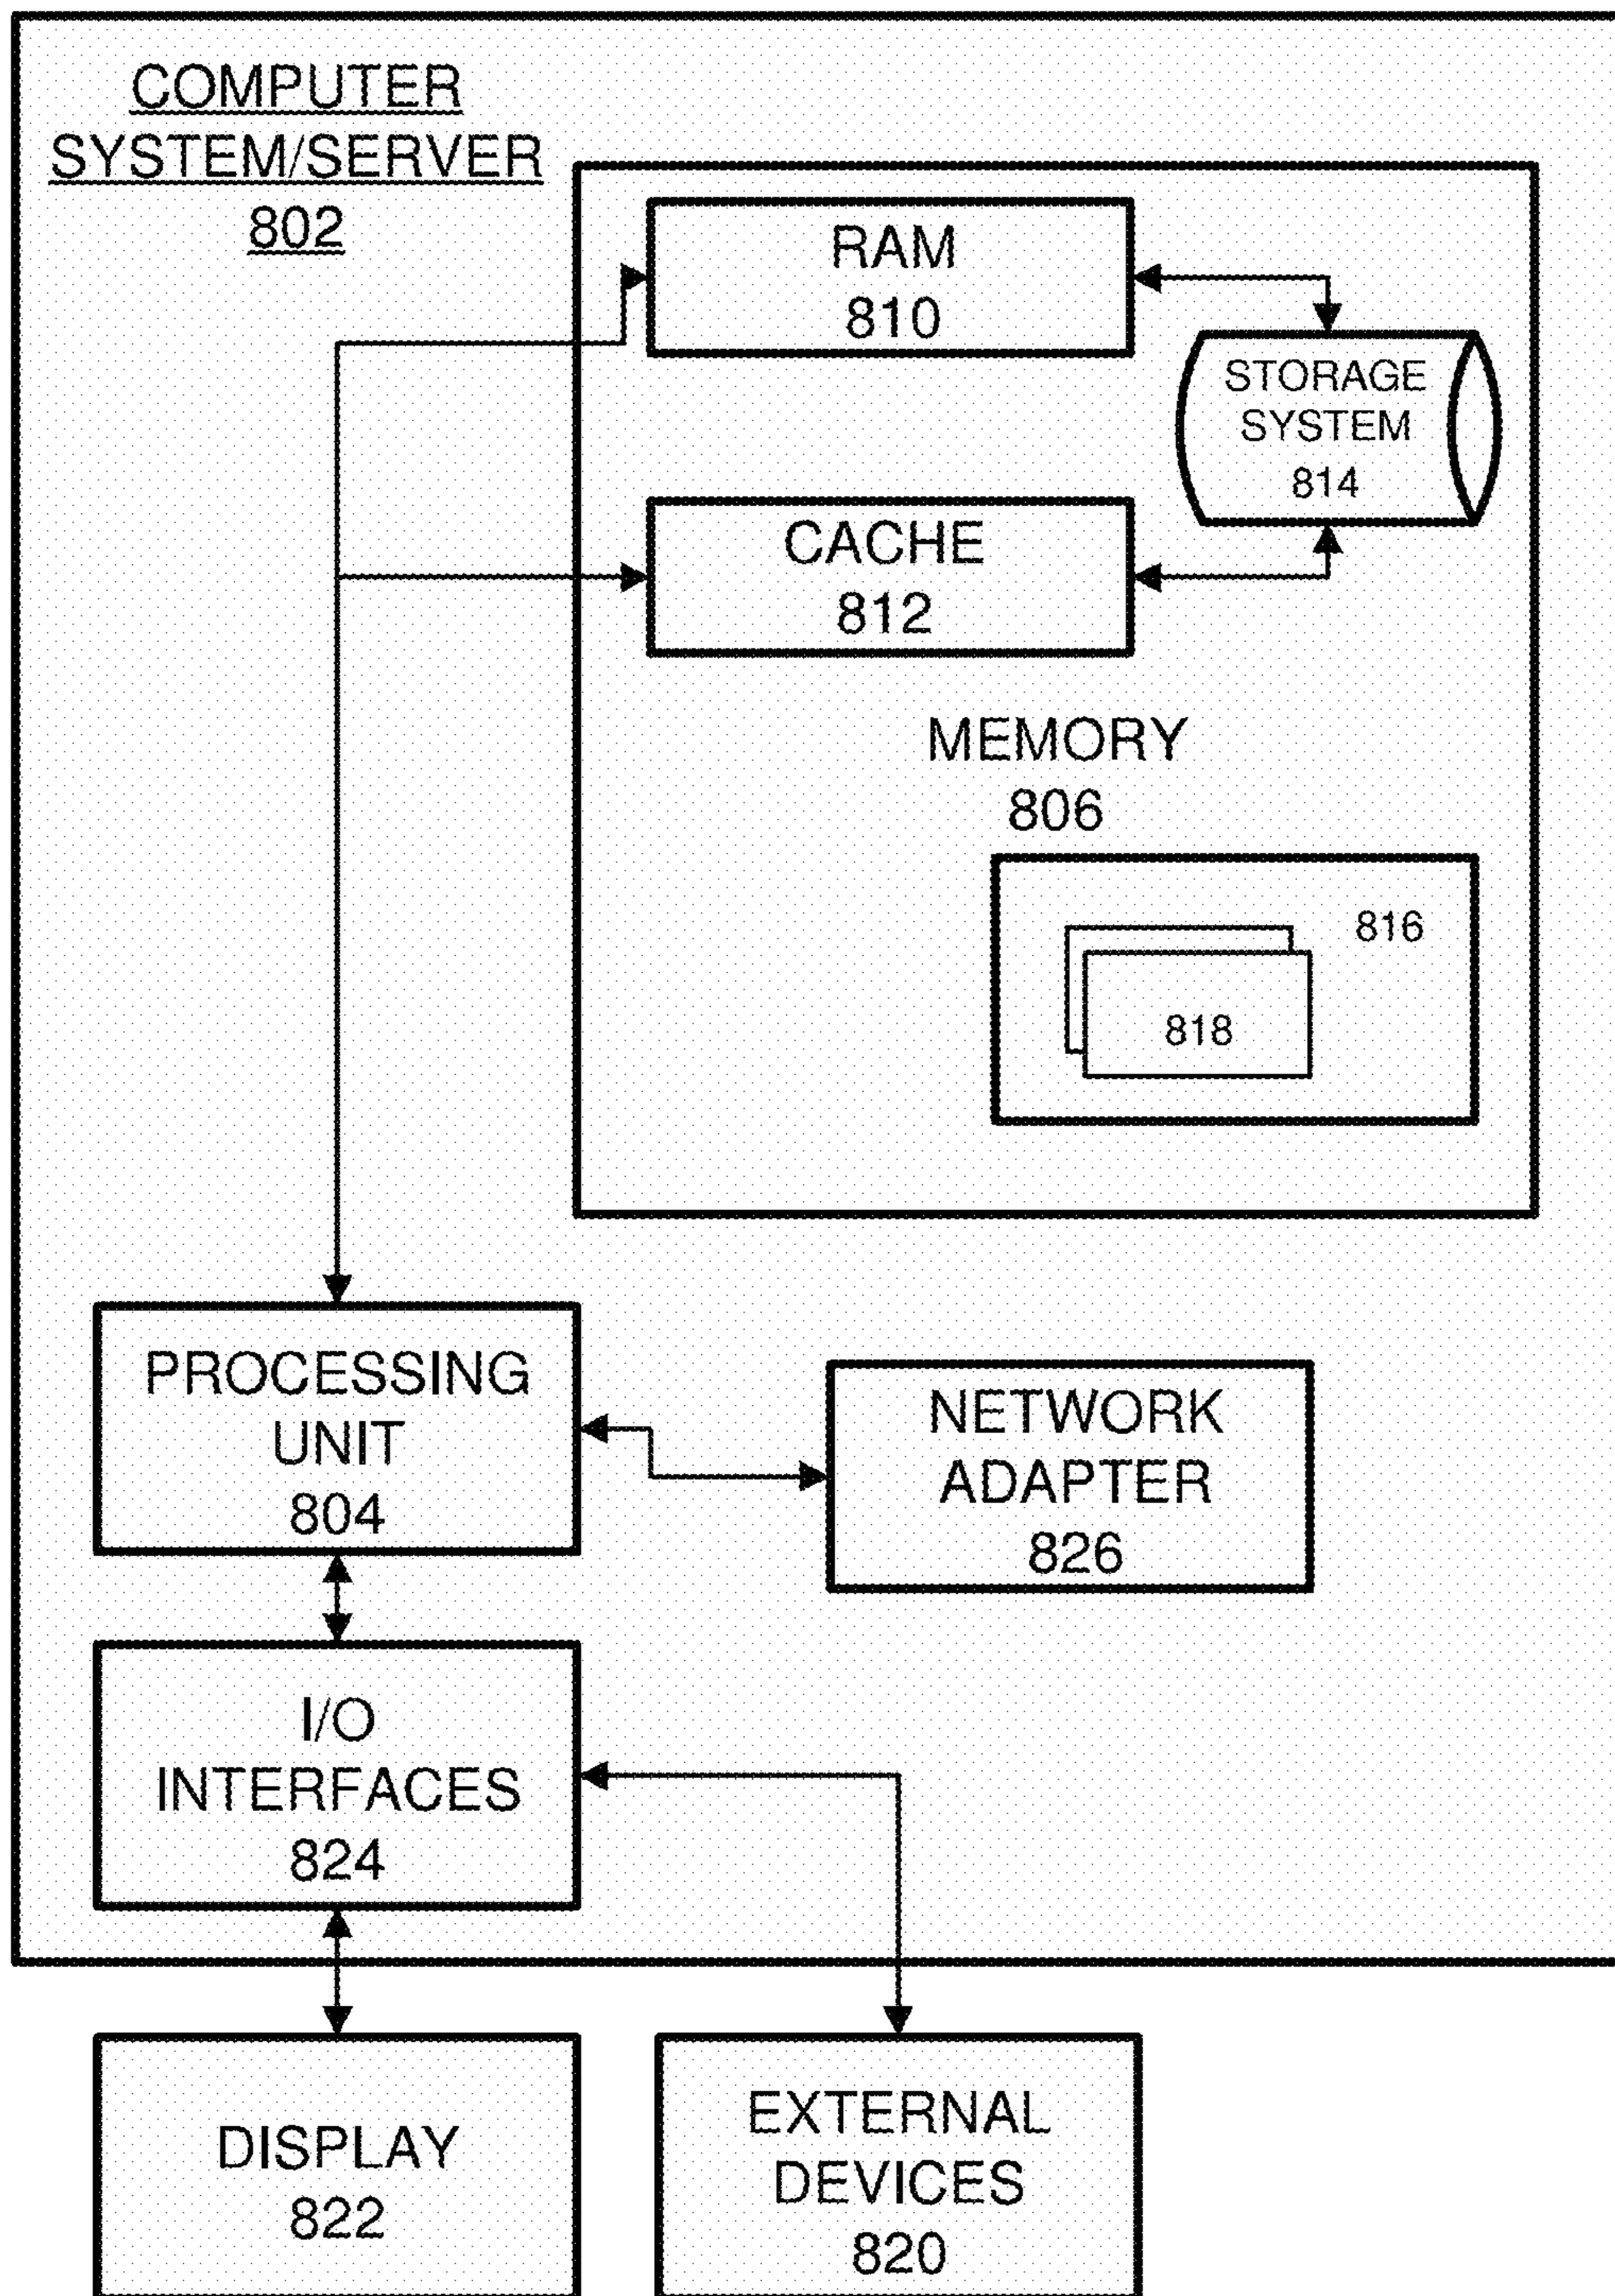 COMPUTER
SYSTEM/SERVER
802
RAM
810
STORAGE
SYSTEM
814
CACHE
812
MEMORY
806
816
818
PROCESSING
UNIT
804
NETWORK
ADAPTER
826
I/O
INTERFACES
824
DISPLAY
822
EXTERNAL
DEVICES
820